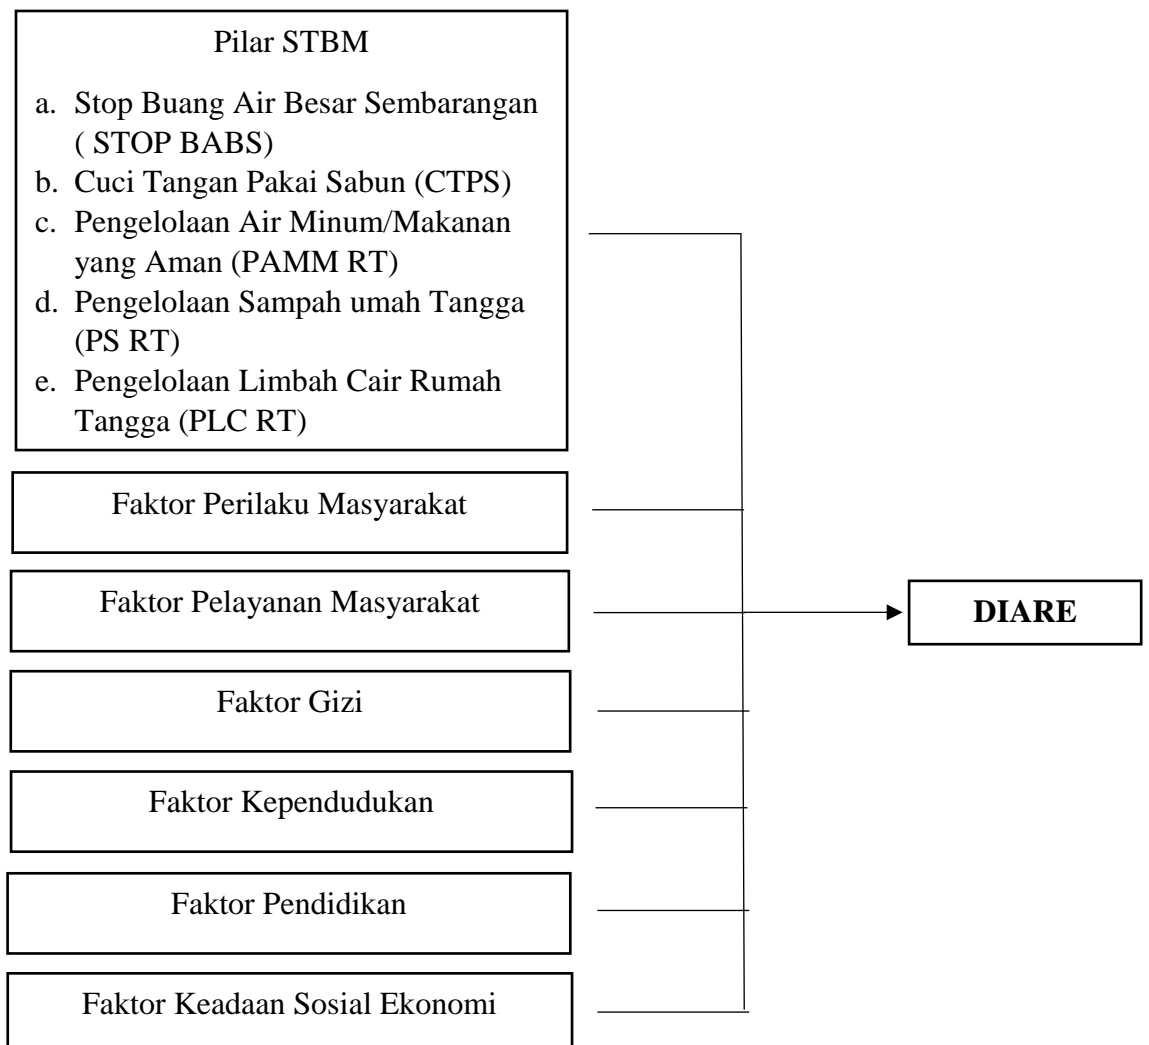 Pilar STBM
a. Stop Buang Air Besar Sembarangan
( STOP BABS)
b. Cuci Tangan Pakai Sabun (CTPS)
c. Pengelolaan Air Minum/Makanan
yang Aman (PAMM RT)
d. Pengelolaan Sampah umah Tangga
(PS RT)
e. Pengelolaan Limbah Cair Rumah
Tangga (PLC RT)
Faktor Perilaku Masyarakat
Faktor Pelayanan Masyarakat
DIARE
Faktor Gizi
Faktor Kependudukan
Faktor Pendidikan
Faktor Keadaan Sosial Ekonomi